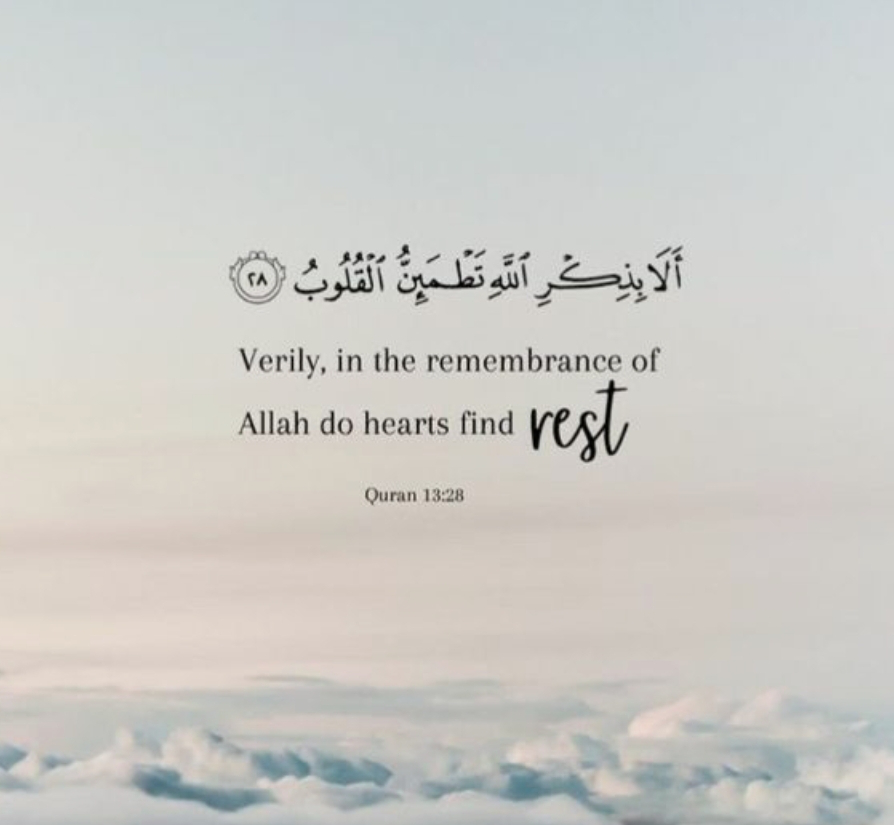 أَلَا بِذِكْرِ ٱللَّهِ تَطْمَئِنُّ ٱلْقُلُوبُ ٢٨
Verily, in the remembrance of
Allah do hearts find rest
Quran 13:28